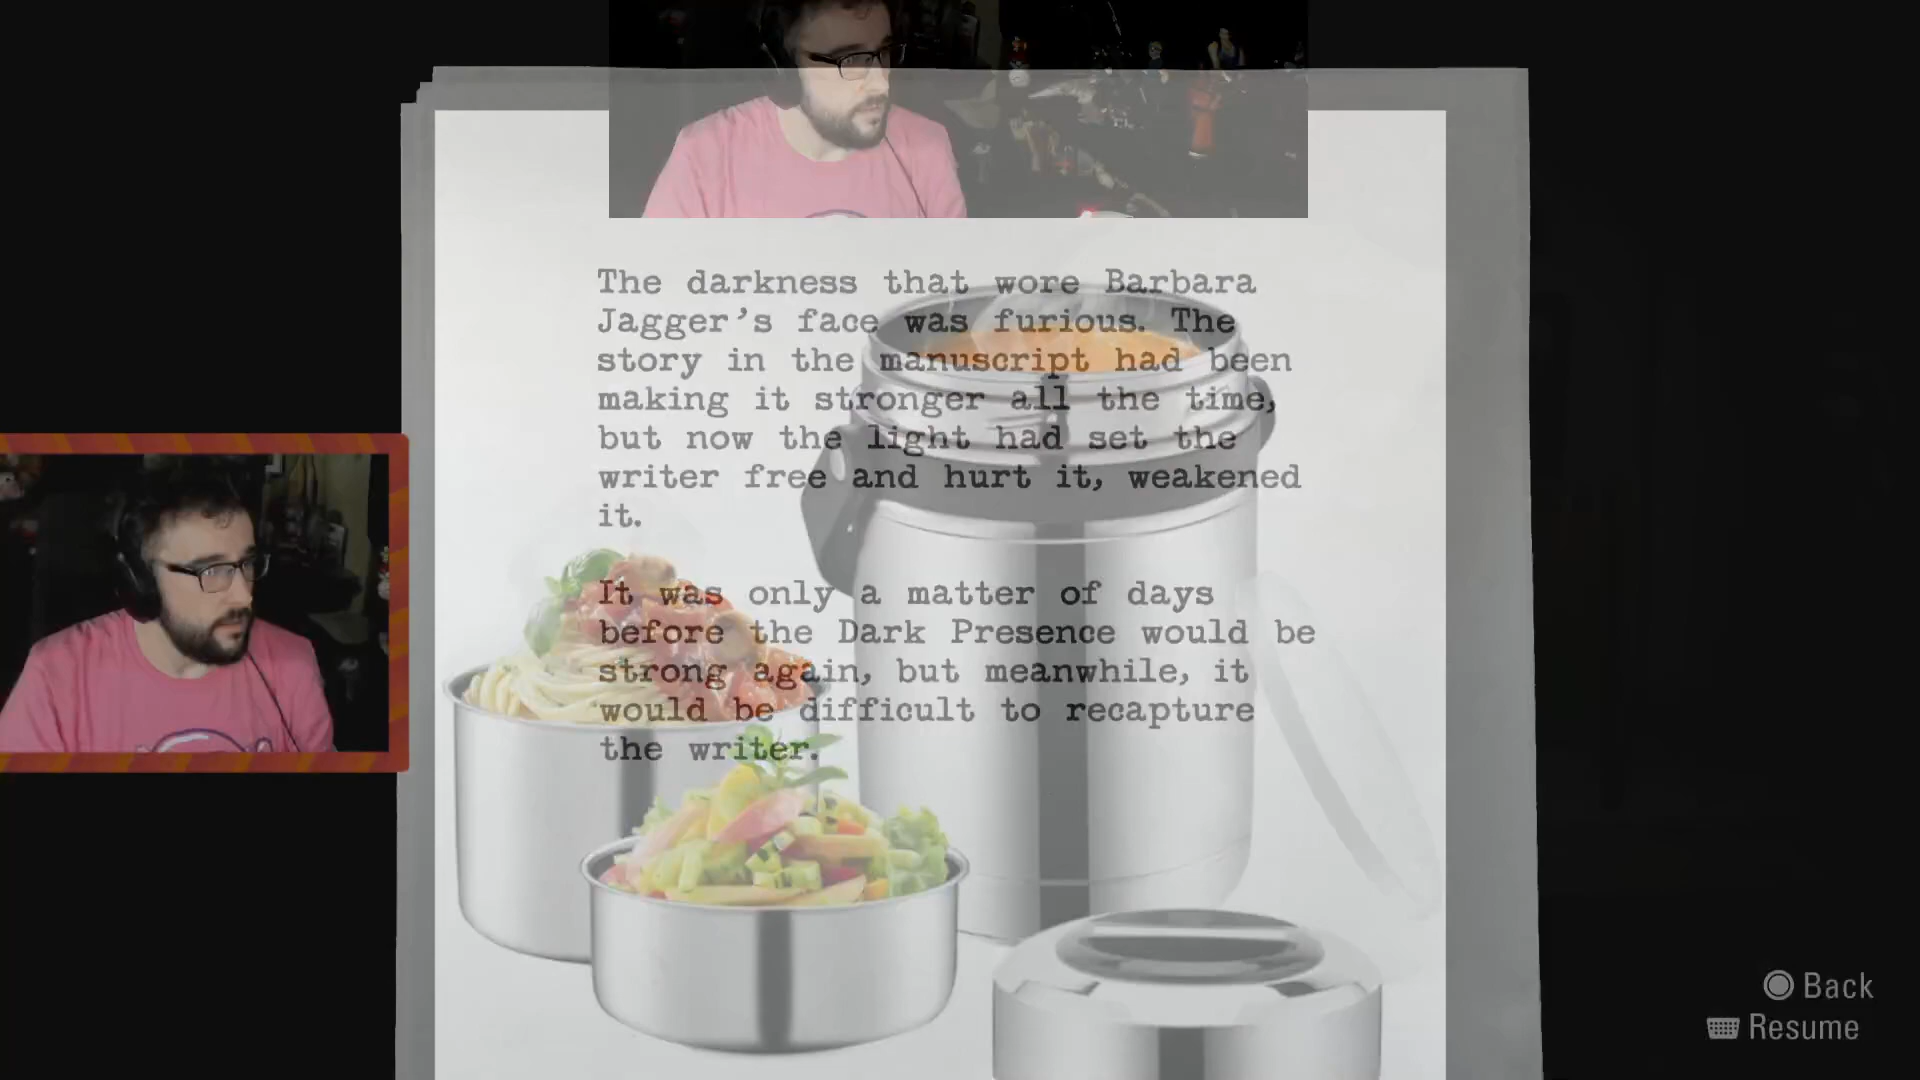 The darkness that wore Barbara
Jagger's face was furious. The
story in the manuscript had been
making it stronger all the time,
but now the light had set the
writer free and hurt it, weakened
it.
It was only a matter of days
before the Dark Presence would be
strong again, but meanwhile, it
would be difficult to recapture
the writer.
Back
Resume